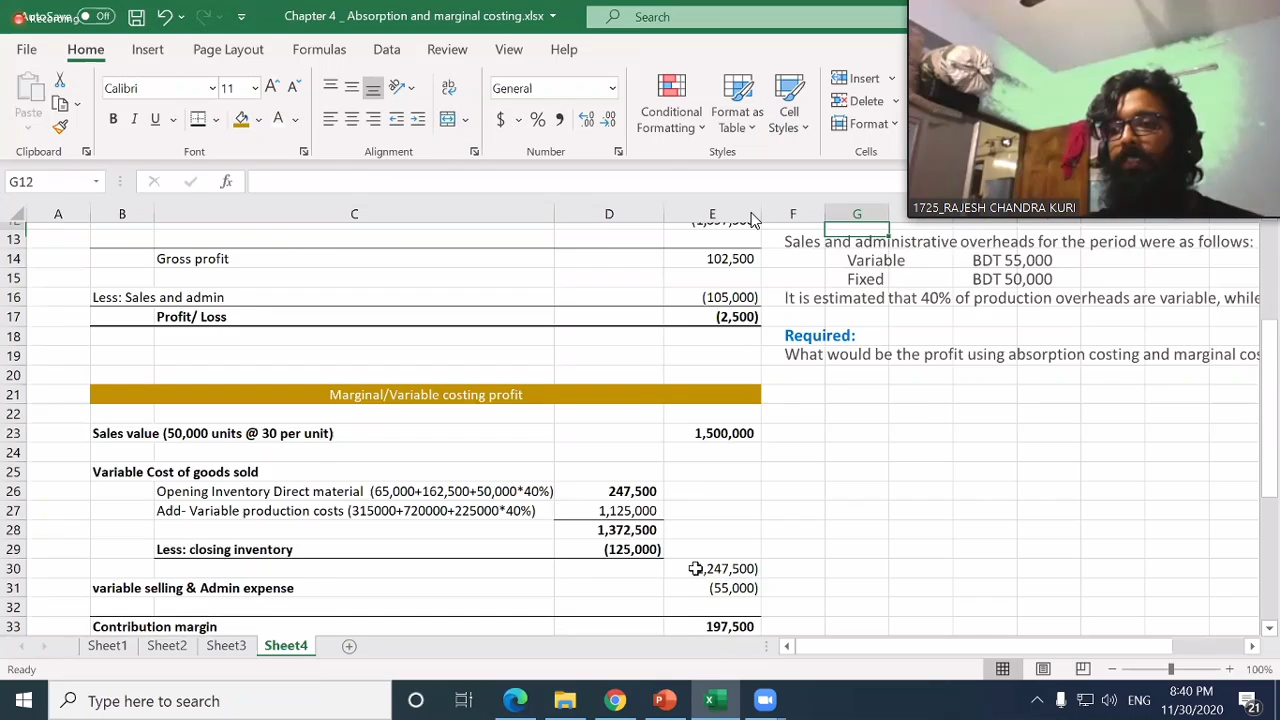 AutoSave Off
Recording
Chapter 4 _ Absorption and marginal costing.xlsx
Search
File Home Insert Page Layout Formulas Data Review View Help
Paste
Calibri 11
General
B I U
A A
$ %
Conditional Formatting
Format as Table
Cell Styles
Insert
Delete
Format
Clipboard Font Alignment Number Styles Cells
G12 fx
1725_RAJESH CHANDRA KURI
A B C D E F G
13 Sales and administrative overheads for the period were as follows:
14 Gross profit 102,500 Variable BDT 55,000
15 Fixed BDT 50,000
16 Less: Sales and admin (105,000) It is estimated that 40% of production overheads are variable, while
17 Profit/ Loss (2,500)
18 Required:
19 What would be the profit using absorption costing and marginal cos
20
21 Marginal/Variable costing profit
22
23 Sales value (50,000 units @ 30 per unit) 1,500,000
24
25 Variable Cost of goods sold
26 Opening Inventory Direct material (65,000+162,500+50,000*40%) 247,500
27 Add- Variable production costs (315000+720000+225000*40%) 1,125,000
28 1,372,500
29 Less: closing inventory (125,000)
30 ,247,500)
31 variable selling & Admin expense (55,000)
32
33 Contribution margin 197,500
Sheet1 Sheet2 Sheet3 Sheet4
Ready 100%
Type here to search
ENG
8:40 PM
11/30/2020
21